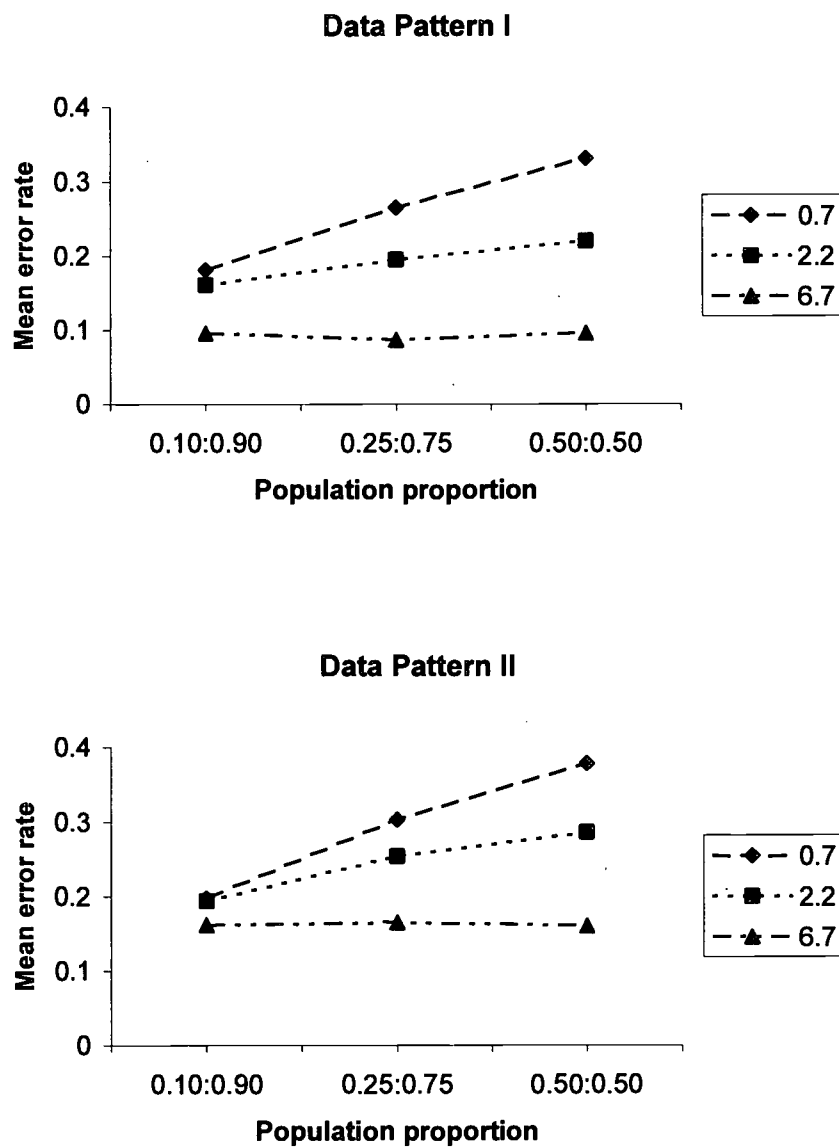 Data Pattern I
Mean error rate
0.4
0.3
0.2
0.1
0
0.10:0.90 0.25:0.75 0.50:0.50
Population proportion
0.7
2.2
6.7
Data Pattern II
Mean error rate
0.4
0.3
0.2
0.1
0
0.10:0.90 0.25:0.75 0.50:0.50
Population proportion
0.7
2.2
6.7